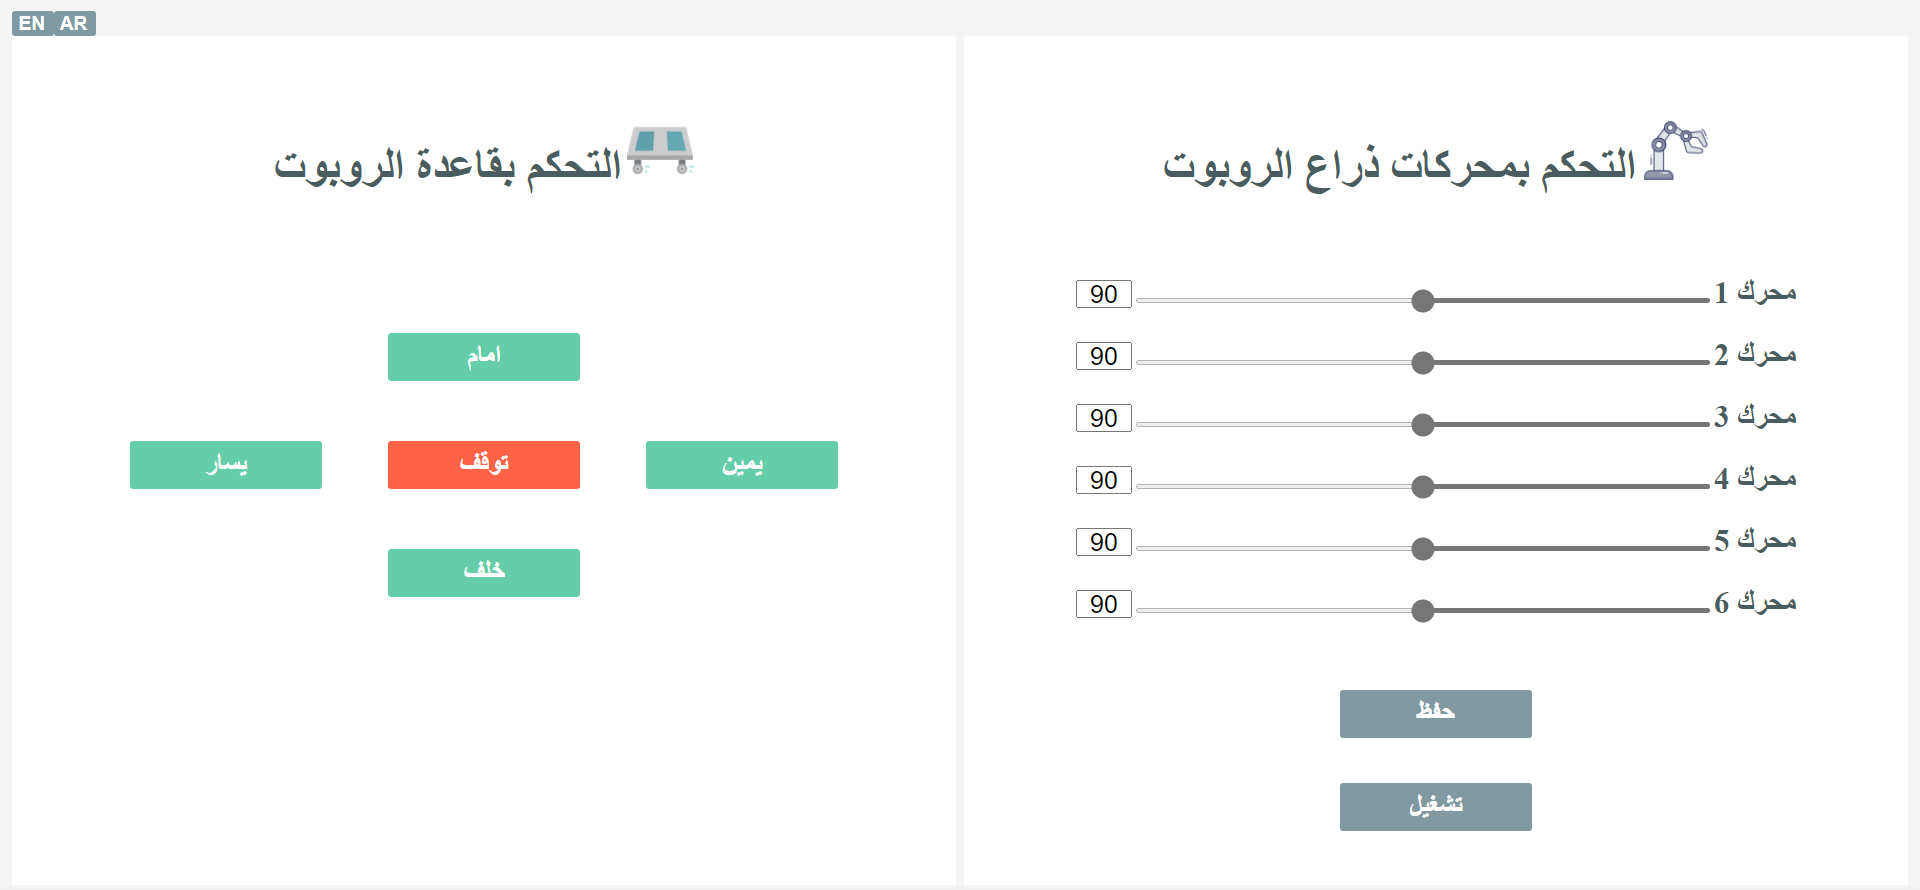 EN AR
التحكم بمحركات ذراع الروبوت
محرك 1 90
محرك 2 90
محرك 3 90
محرك 4 90
محرك 5 90
محرك 6 90
حفظ
تشغيل
التحكم بقاعدة الروبوت
امام
يمين توقف يسار
خلف